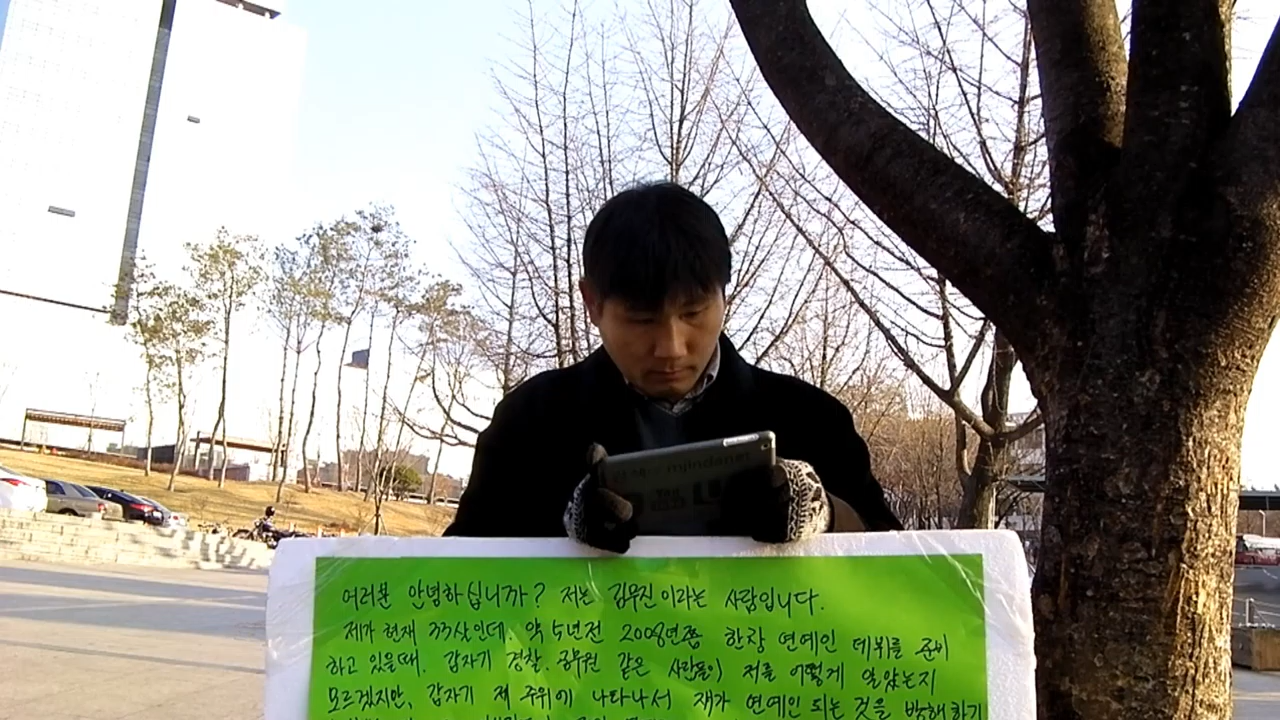 여러분 안녕하십니까? 저는 김무진이라는 사람입니다.
제가 현재 33살인데. 약 5년전 2008년쯤 한창 연예인 데뷔를 준비
하고 있을때. 갑자기 경찰. 공무원 같은 사람들이 저를 어떻게 알았는지
모르겠지만, 갑자기 제 주위에 나타나서 제가 연예인 되는 것을 방해하기
You